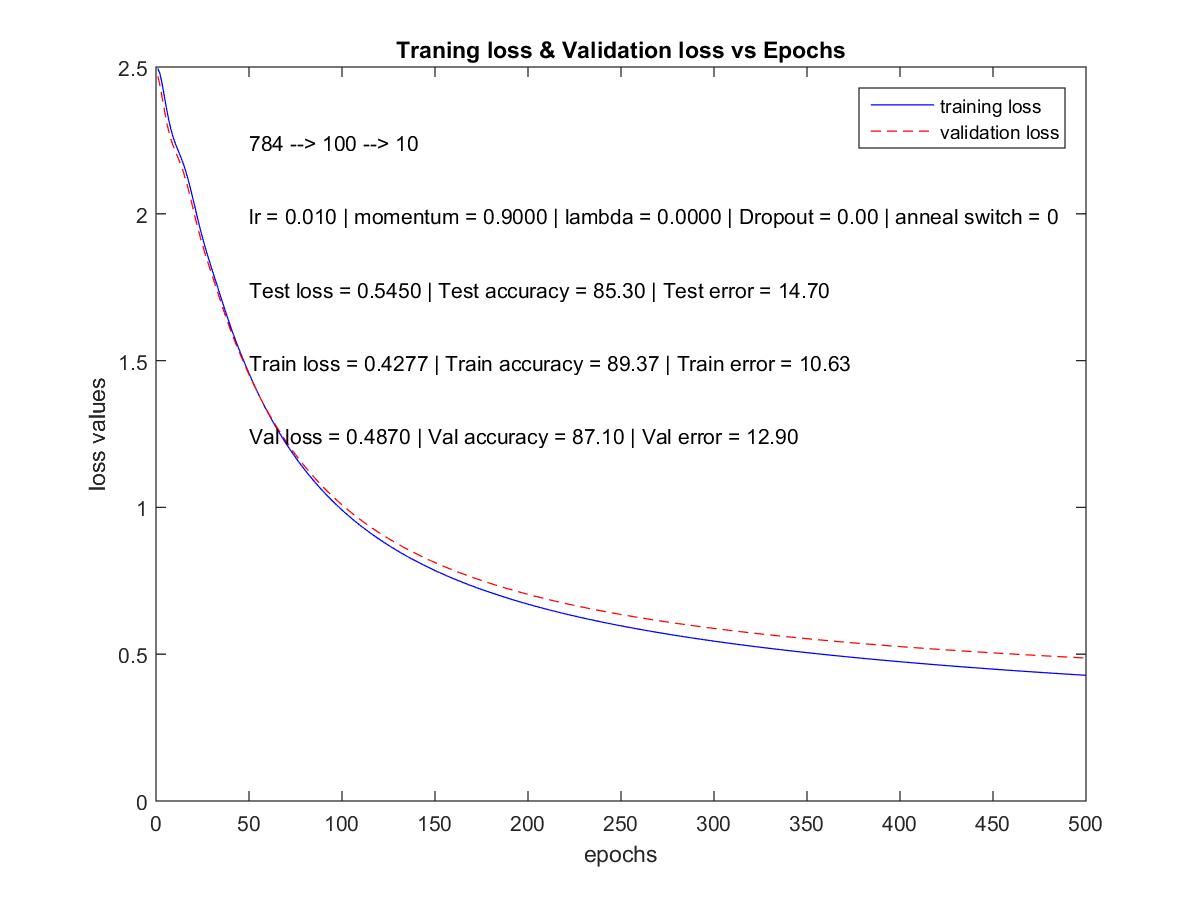 Traning loss & Validation loss vs Epochs
training loss
validation loss
784 --> 100 --> 10
lr = 0.010 | momentum = 0.9000 | lambda = 0.0000 | Dropout = 0.00 | anneal switch = 0
Test loss = 0.5450 | Test accuracy = 85.30 | Test error = 14.70
Train loss = 0.4277 | Train accuracy = 89.37 | Train error = 10.63
Val loss = 0.4870 | Val accuracy = 87.10 | Val error = 12.90
loss values
2.5
2
1.5
1
0.5
0
0 50 100 150 200 250 300 350 400 450 500
epochs